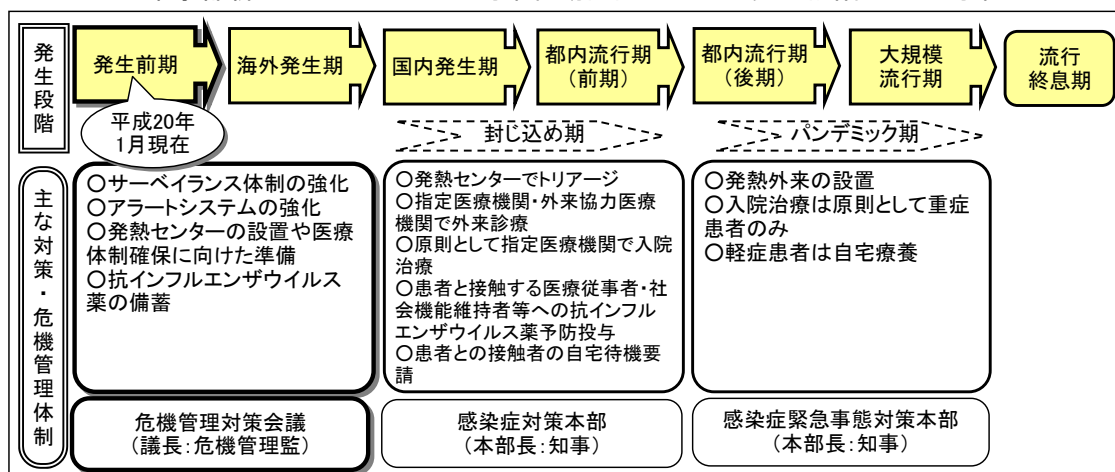 発生段階
発生前期
海外発生期
国内発生期
都内流行期
(前期)
都内流行期
(後期)
大規模
流行期
流行
終息期
平成20年
1月現在
封じ込め期
パンデミック期
主な対策・危機管理体制
○サーベイランス体制の強化
○アラートシステムの強化
○発熱センターの設置や医療
体制確保に向けた準備
○抗インフルエンザウイルス
薬の備蓄
○発熱センターでトリアージ
○指定医療機関・外来協力医療
機関で外来診療
○原則として指定医療機関で入院
治療
○患者と接触する医療従事者・社
会機能維持者等への抗インフル
エンザウイルス薬予防投与
○患者との接触者の自宅待機要
請
○発熱外来の設置
○入院治療は原則として重症
患者のみ
○軽症患者は自宅療養
危機管理対策会議
(議長:危機管理監)
感染症対策本部
(本部長:知事)
感染症緊急事態対策本部
(本部長:知事)